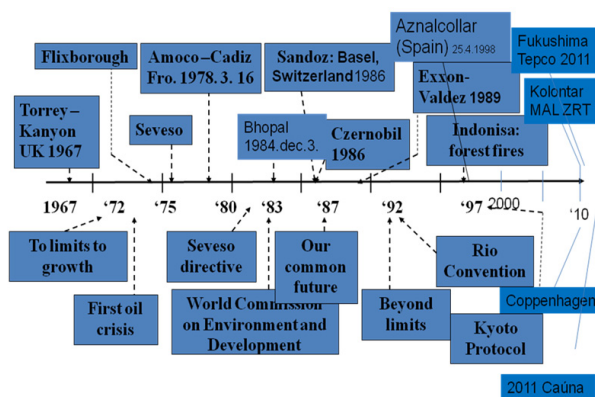 Flixborough
Amoco–Cadiz
Fro. 1978. 3. 16
Sandoz: Basel,
Switzerland 1986
Aznalcollar
(Spain) 25.4.1998
Fukushima
Tepco 2011
Torrey–
Kanyon
UK 1967
Seveso
Bhopal
1984.dec.3.
Czernobil
1986
Exxon-
Valdez 1989
Indonisa:
forest fires
Kolontar
MAL ZRT
1967 '72 '75 '80 '83 '87 '92 '97 2000 '10
To limits to
growth
First oil
crisis
Seveso
directive
World Commission
on Environment and
Development
Our
common
future
Beyond
limits
Rio
Convention
Kyoto
Protocol
Coppenhagen
2011 Caúna